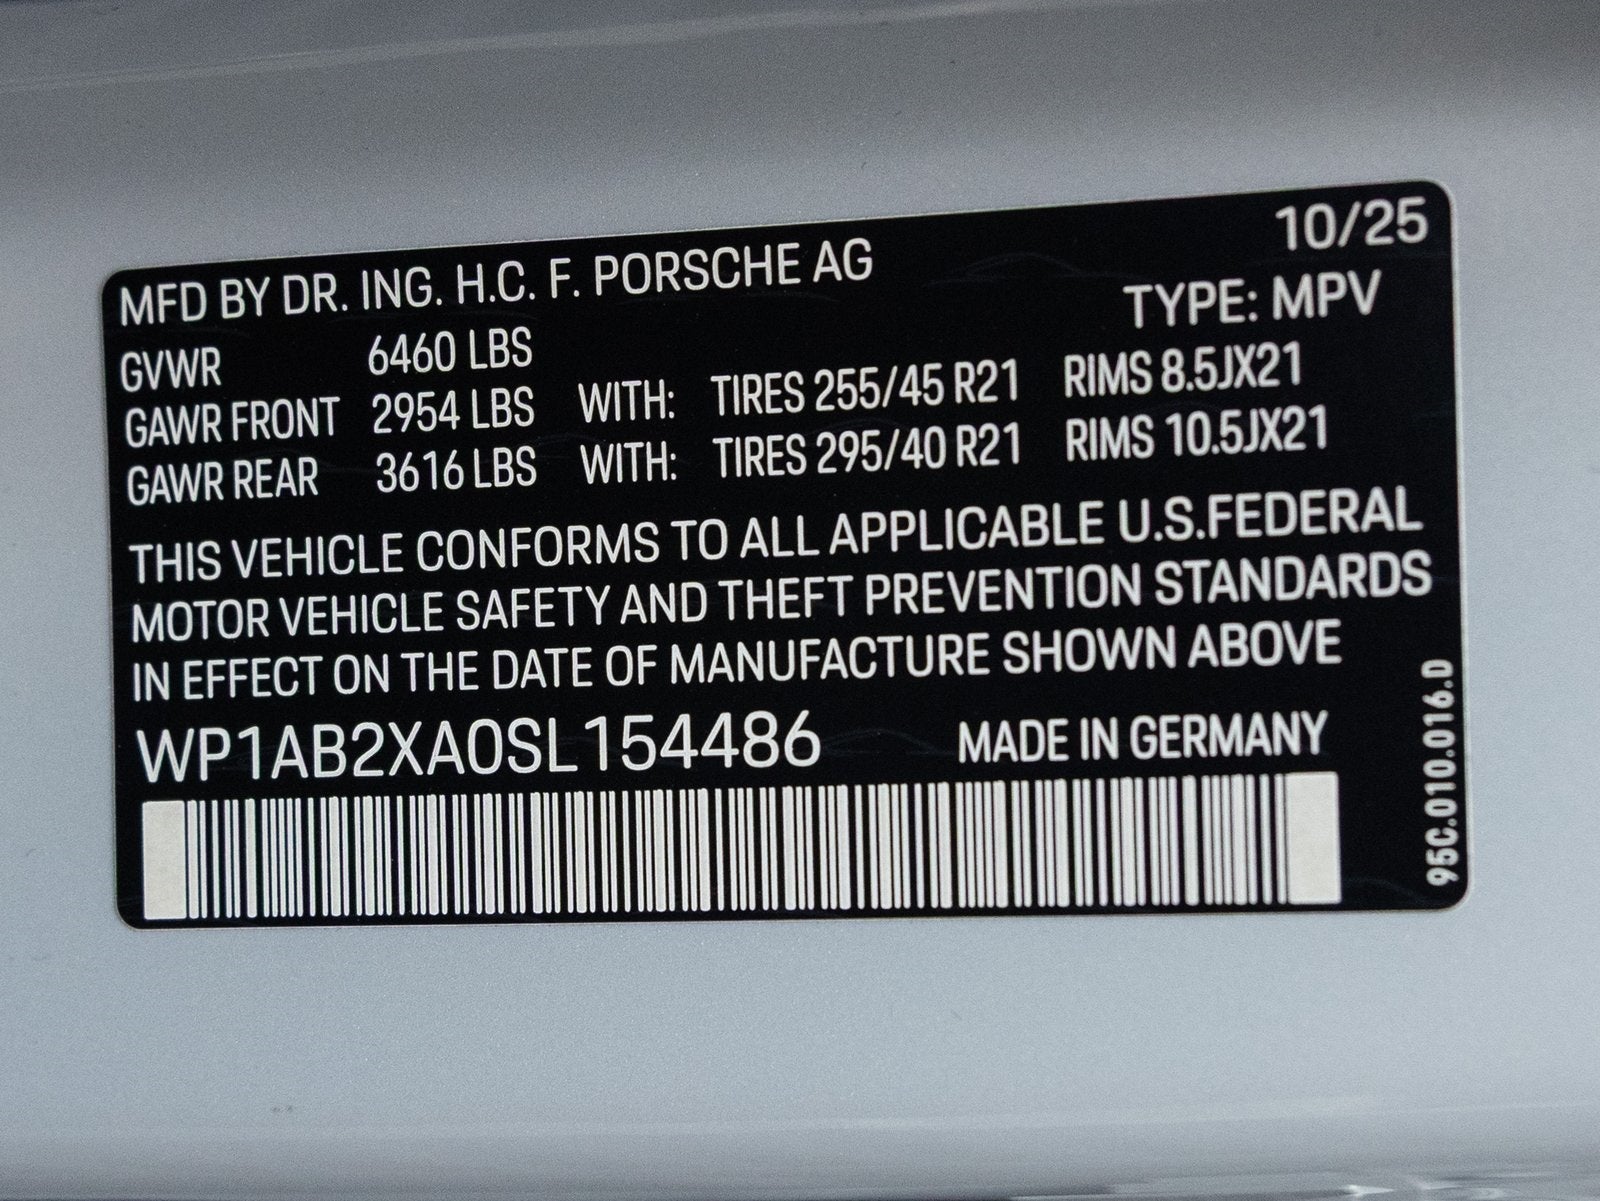 10/25
MFD BY DR. ING. H.C. F. PORSCHE AG
TYPE: MPV
GVWR 6460 LBS
GAWR FRONT 2954 LBS WITH: TIRES 255/45 R21 RIMS 8.5JX21
GAWR REAR 3616 LBS WITH: TIRES 295/40 R21 RIMS 10.5JX21
THIS VEHICLE CONFORMS TO ALL APPLICABLE U.S.FEDERAL
MOTOR VEHICLE SAFETY AND THEFT PREVENTION STANDARDS
IN EFFECT ON THE DATE OF MANUFACTURE SHOWN ABOVE
WP1AB2XA0SL154486 MADE IN GERMANY
95C.010.016.D